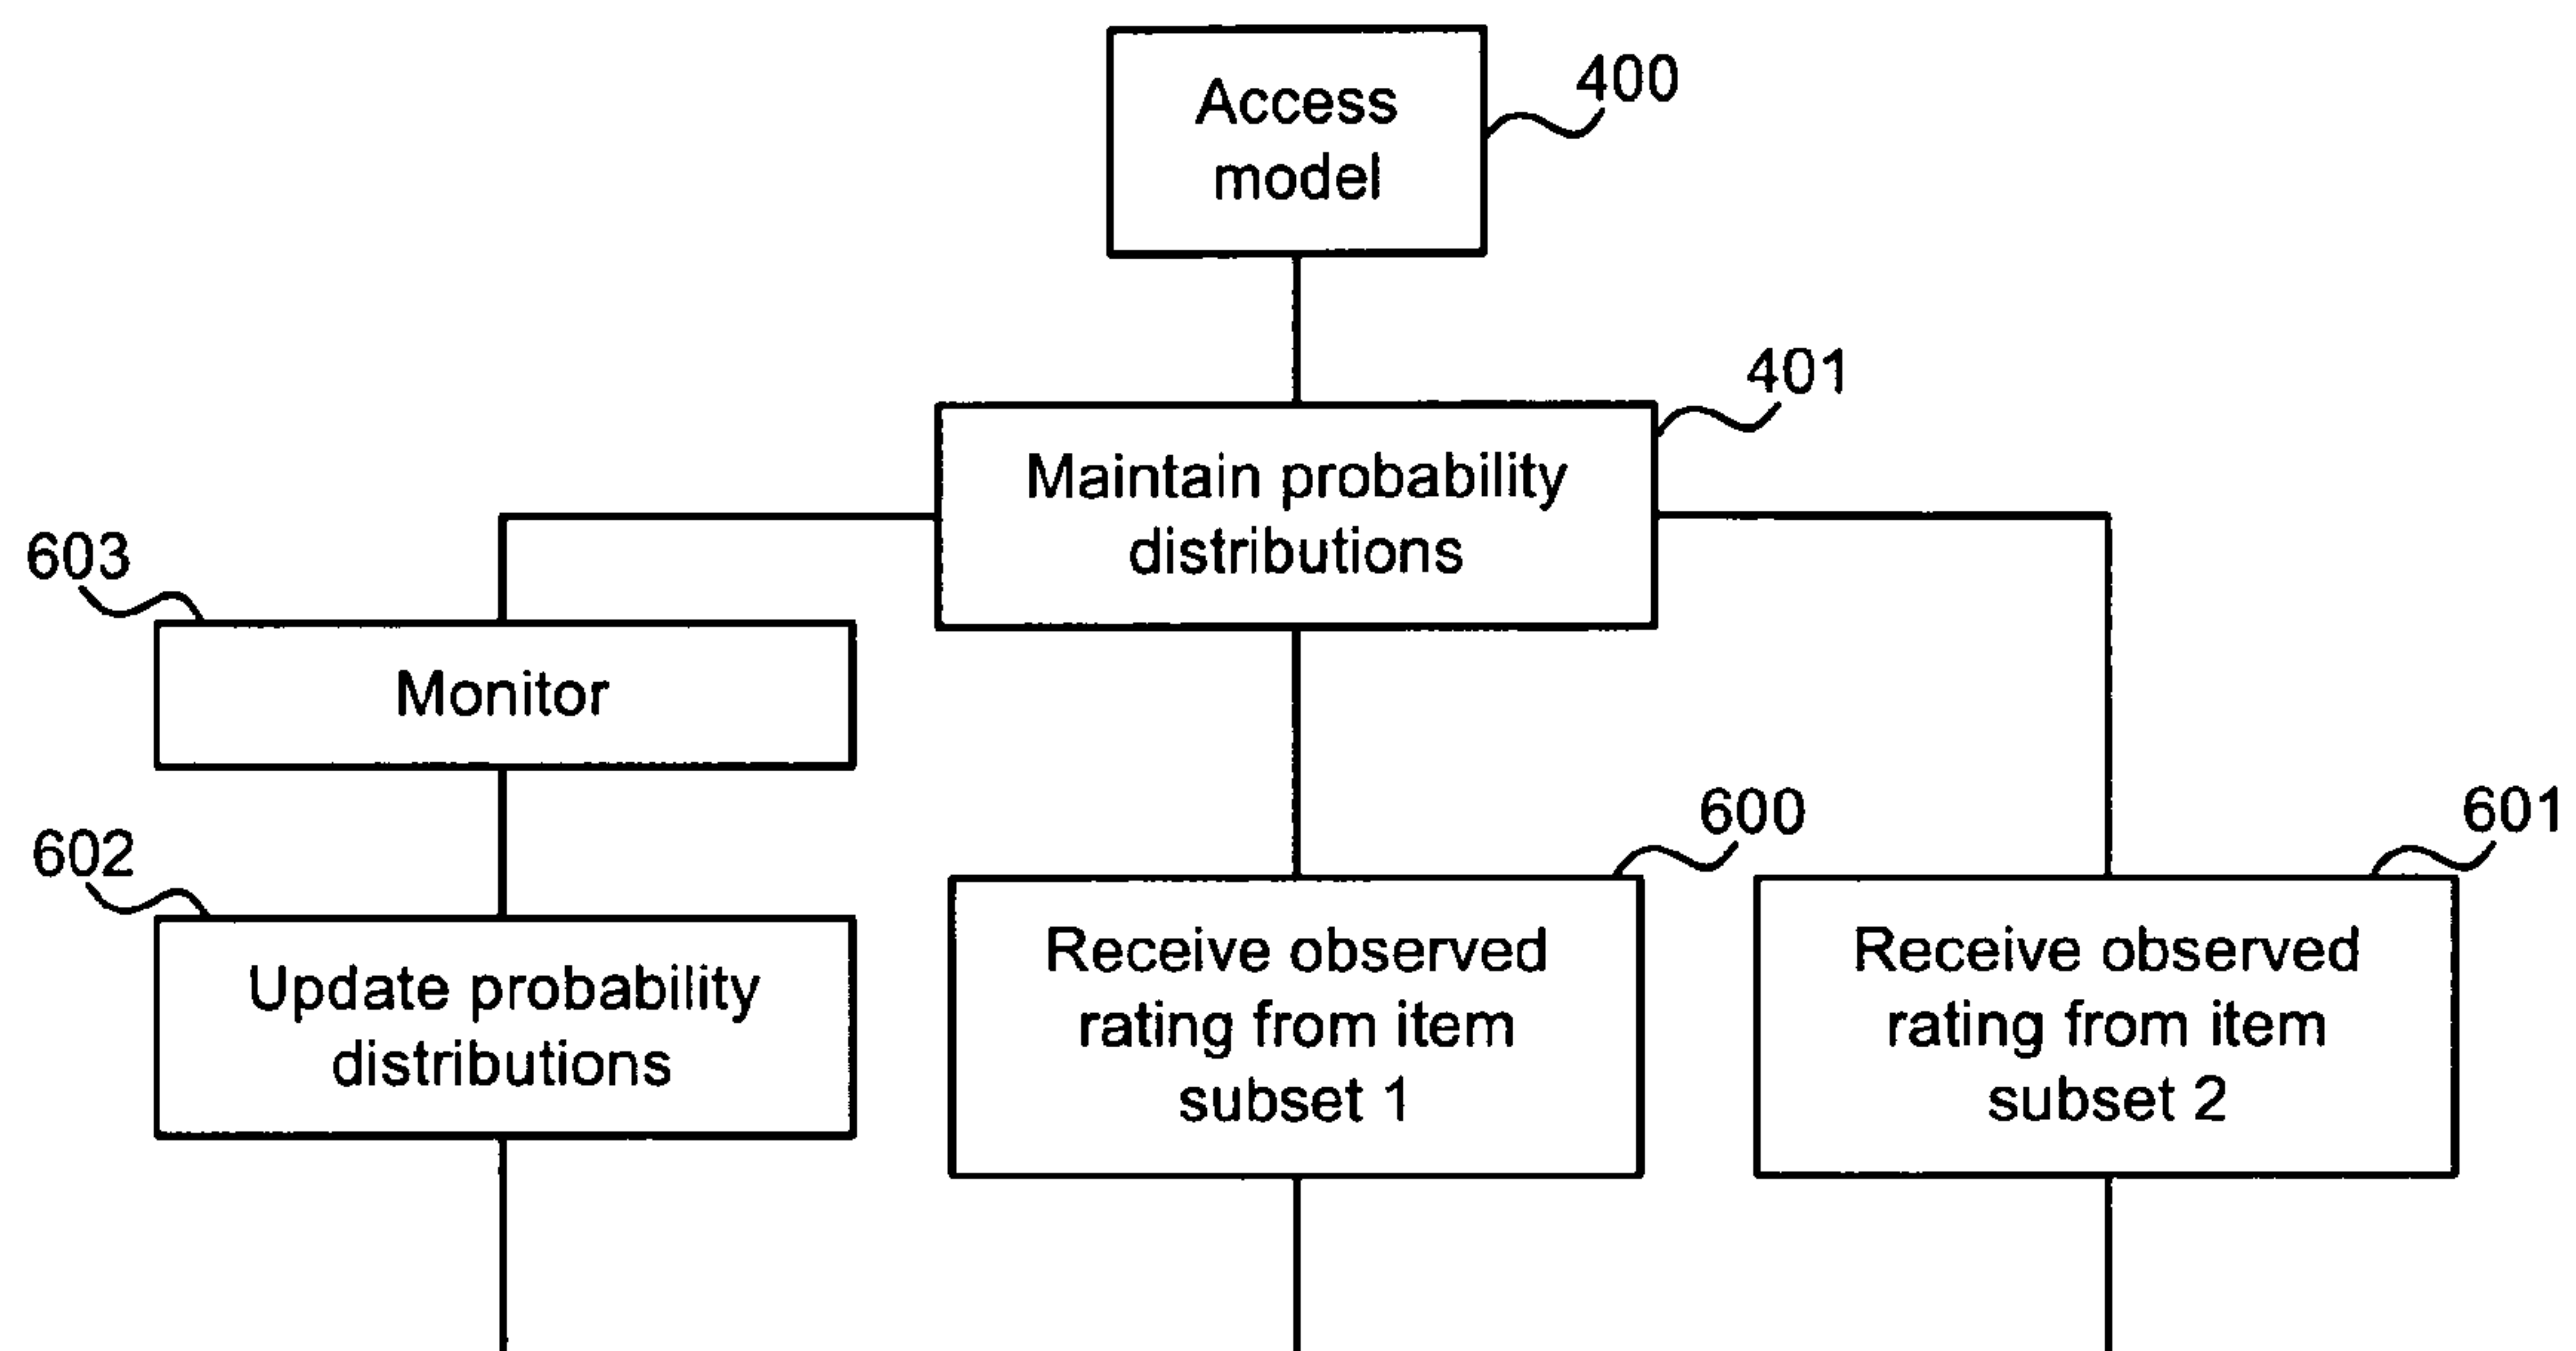 Access
model
400
Maintain probability
distributions
401
603
Monitor
602
Update probability
distributions
600
Receive observed
rating from item
subset 1
601
Receive observed
rating from item
subset 2